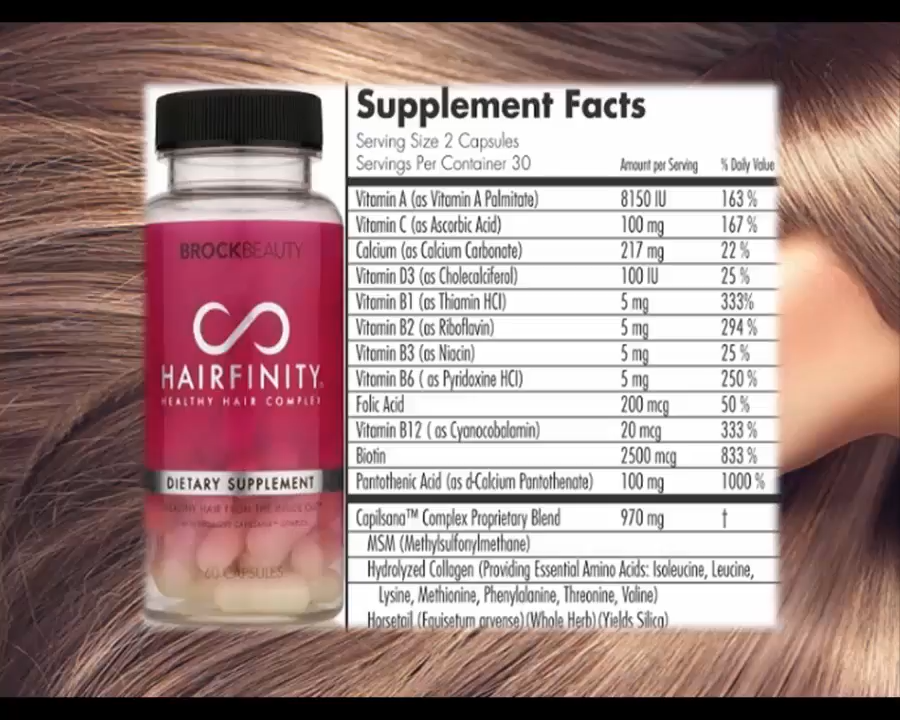 BROCKBEAUTY
HAIRFINITY
HEALTHY HAIR COMPLEX
DIETARY SUPPLEMENT
HEALTHY HAIR FROM THE INSIDE OUT
60 CAPSULES
Supplement Facts
Serving Size 2 Capsules
Servings Per Container 30 Amount per Serving % Daily Value
Vitamin A (as Vitamin A Palmitate) 8150 IU 163 %
Vitamin C (as Ascorbic Acid) 100 mg 167 %
Calcium (as Calcium Carbonate) 217 mg 22 %
Vitamin D3 (as Cholecalciferol) 100 IU 25 %
Vitamin B1 (as Thiamin HCl) 5 mg 333%
Vitamin B2 (as Riboflavin) 5 mg 294 %
Vitamin B3 (as Niacin) 5 mg 25 %
Vitamin B6 ( as Pyridoxine HCl) 5 mg 250 %
Folic Acid 200 mcg 50 %
Vitamin B12 ( as Cyanocobalamin) 20 mcg 333 %
Biotin 2500 mcg 833 %
Pantothenic Acid (as d-Calcium Pantothenate) 100 mg 1000 %
Capilsana™ Complex Proprietary Blend 970 mg †
MSM (Methylsulfonylmethane)
Hydrolyzed Collagen (Providing Essential Amino Acids: Isoleucine, Leucine,
Lysine, Methionine, Phenylalanine, Threonine, Valine)
Horsetail (Equisetum arvense)(Whole Herb)(Yields Silica)